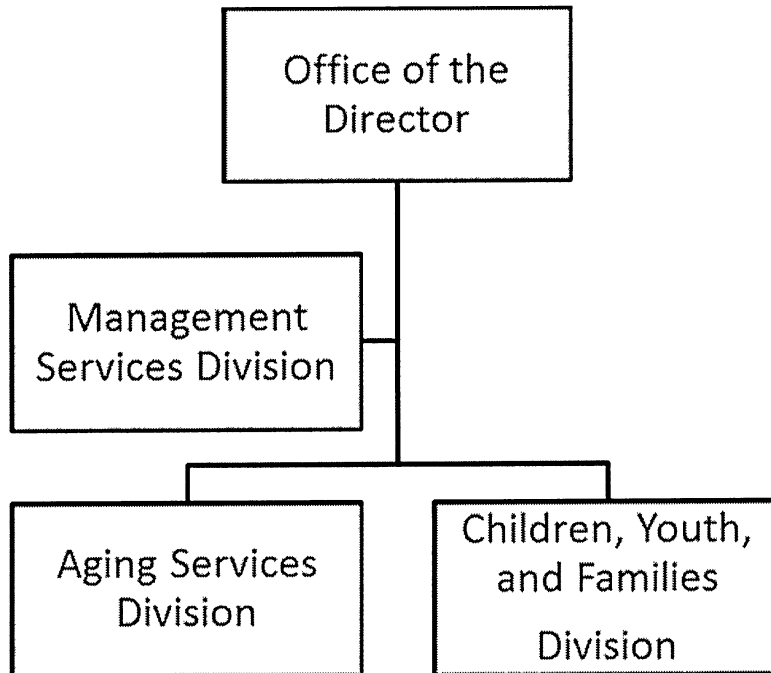 Office of the
Director
Management
Services Division
Aging Services
Division
Children, Youth,
and Families
Division